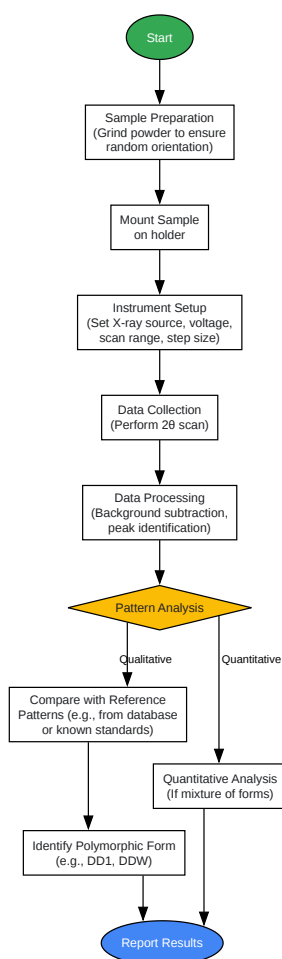 Start
Sample Preparation
(Grind powder to ensure
random orientation)
Mount Sample
on holder
Instrument Setup
(Set X-ray source, voltage,
scan range, step size)
Data Collection
(Perform 2θ scan)
Data Processing
(Background subtraction,
peak identification)
Pattern Analysis
Qualitative
Quantitative
Compare with Reference
Patterns (e.g., from database
or known standards)
Quantitative Analysis
(If mixture of forms)
Identify Polymorphic Form
(e.g., DD1, DDW)
Report Results